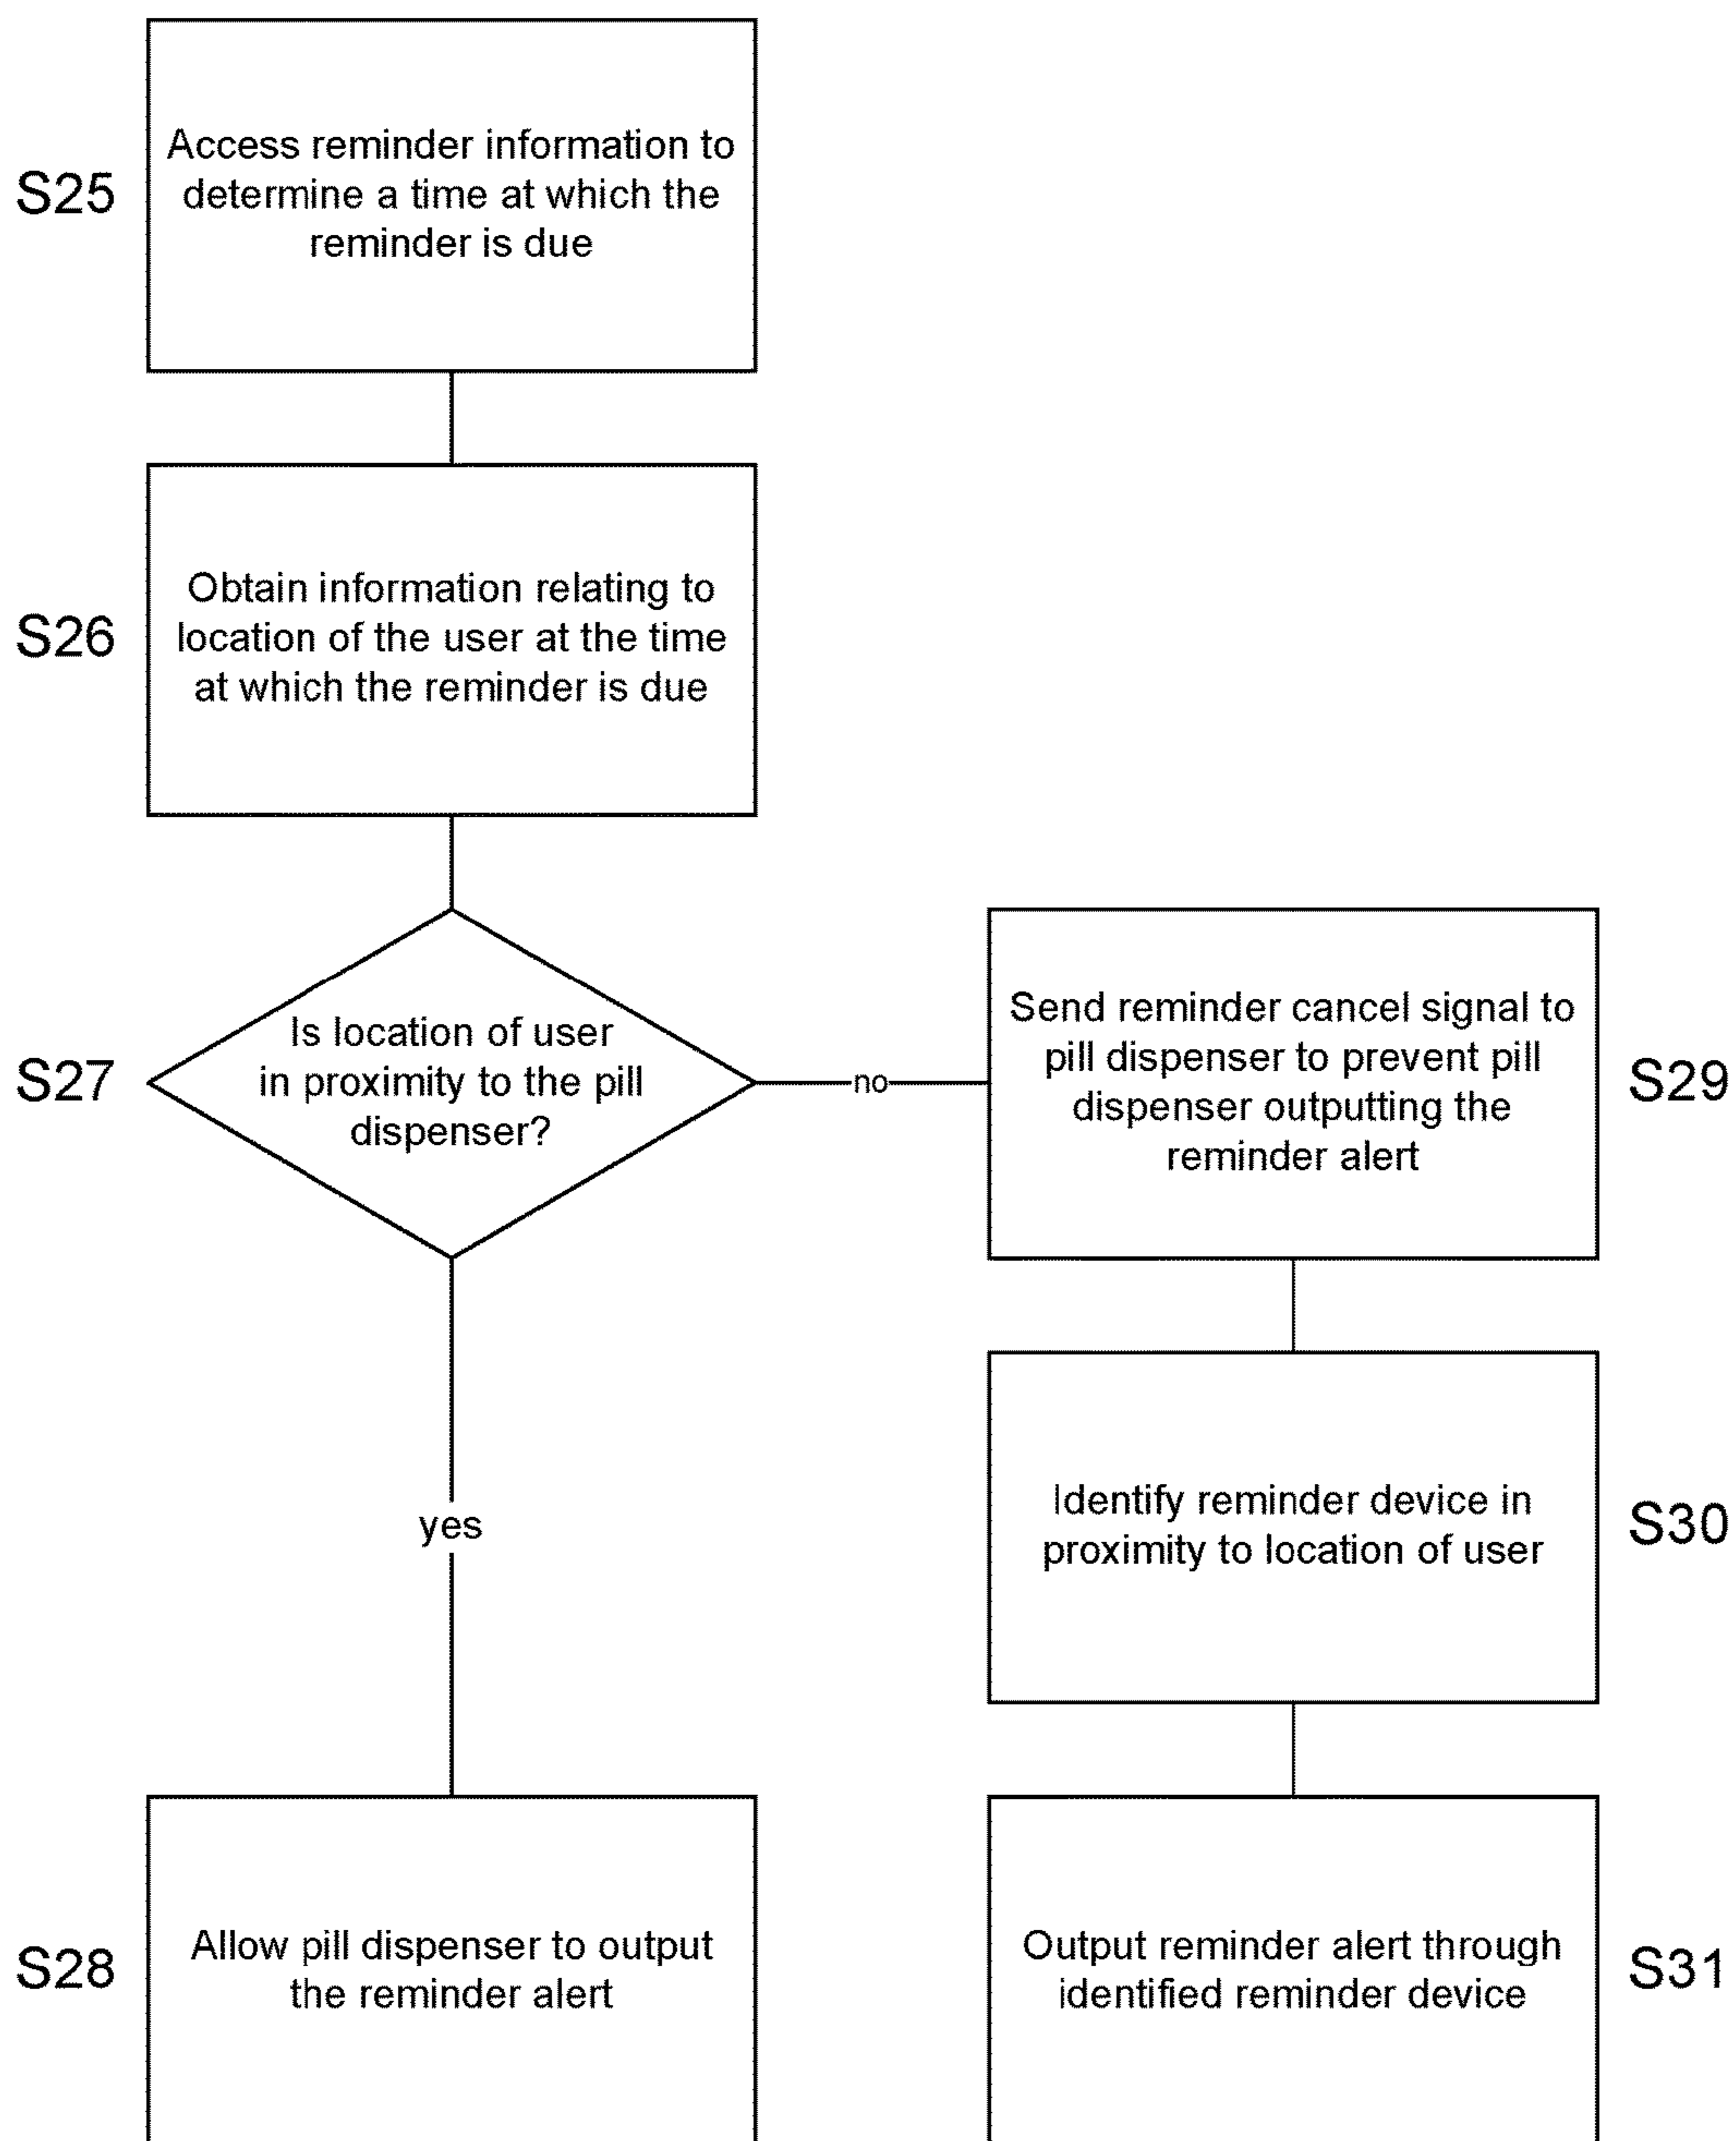 S25
Access reminder information to
determine a time at which the
reminder is due
S26
Obtain information relating to
location of the user at the time
at which the reminder is due
S27
Is location of user
in proximity to the pill
dispenser?
no
Send reminder cancel signal to
pill dispenser to prevent pill
dispenser outputting the
reminder alert
S29
yes
Identify reminder device in
proximity to location of user
S30
S28
Allow pill dispenser to output
the reminder alert
Output reminder alert through
identified reminder device
S31